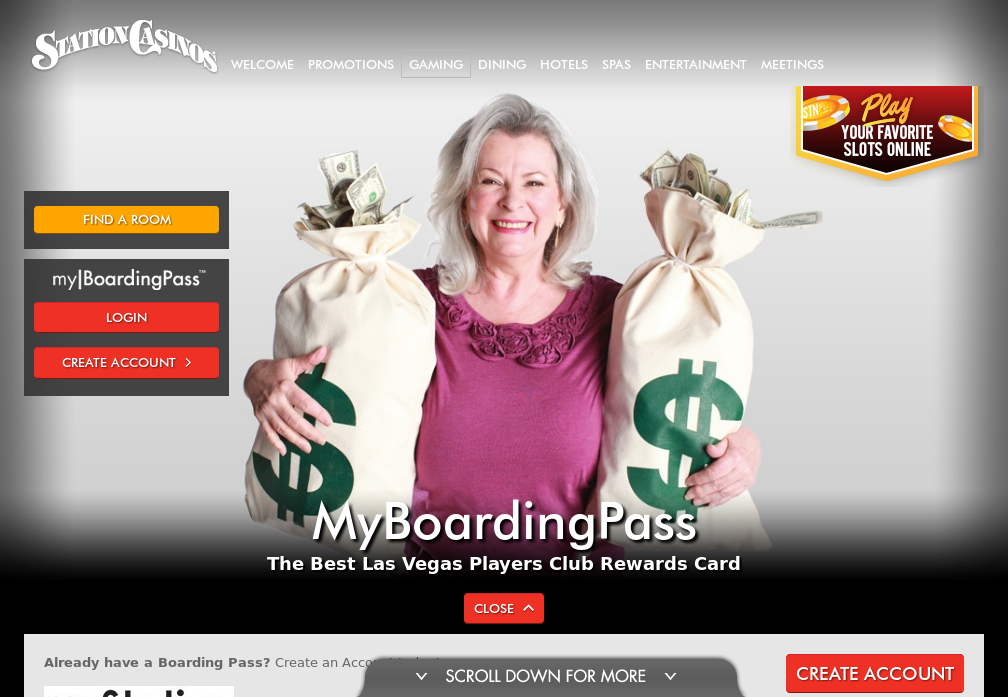 STATION CASINOS
WELCOME PROMOTIONS GAMING DINING HOTELS SPAS ENTERTAINMENT MEETINGS
STN
Play
YOUR FAVORITE
SLOTS ONLINE
FIND A ROOM
my|BoardingPass™
LOGIN
CREATE ACCOUNT >
$ $
MyBoardingPass
The Best Las Vegas Players Club Rewards Card
CLOSE
Already have a Boarding Pass? Create an
SCROLL DOWN FOR MORE
CREATE ACCOUNT